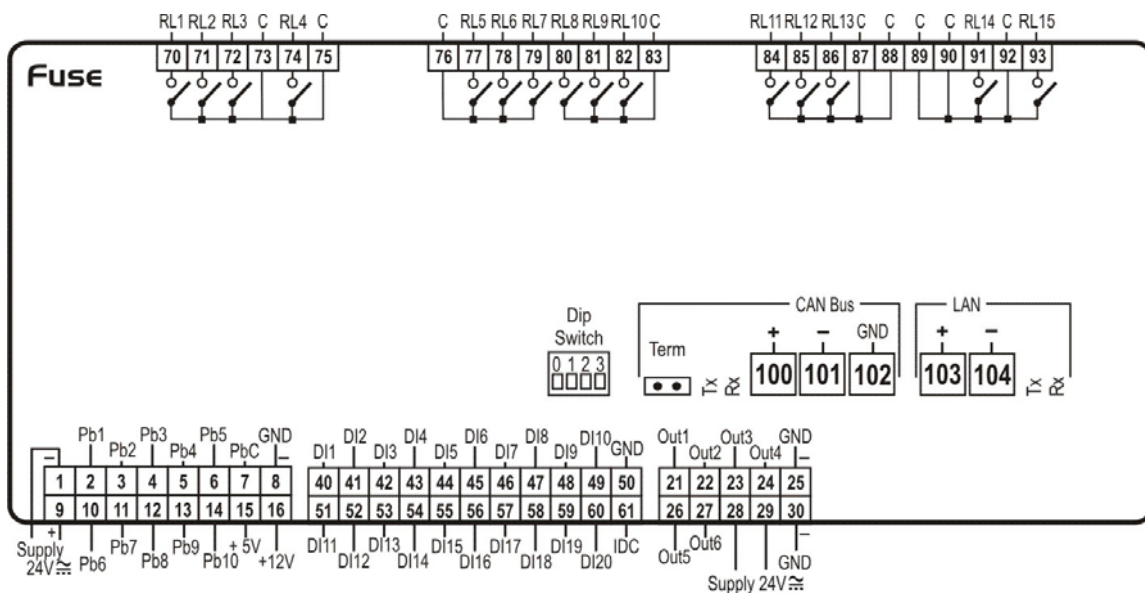 RL1 RL2 RL3 C RL4 C C RL5 RL6 RL7 RL8 RL9 RL10 C RL11 RL12 RL13 C C C C RL14 C RL15
70 71 72 73 74 75 76 77 78 79 80 81 82 83 84 85 86 87 88 89 90 91 92 93
Fuse
CAN Bus LAN
Dip
Switch
0 1 2 3
Term
+ − GND + −
Tx Rx 100 101 102 103 104 Tx Rx
Pb1 Pb3 Pb5 GND DI2 DI4 DI6 DI8 DI10 Out1 Out3 GND
− Pb2 Pb4 PbC − DI1 DI3 DI5 DI7 DI9 GND Out2 Out4 −
1 2 3 4 5 6 7 8 40 41 42 43 44 45 46 47 48 49 50 21 22 23 24 25
9 10 11 12 13 14 15 16 51 52 53 54 55 56 57 58 59 60 61 26 27 28 29 30
+ Pb7 Pb9 + 5V DI11 DI13 DI15 DI17 DI19 IDC Out5 Out6 −
Supply Pb6 Pb8 Pb10 +12V DI12 DI14 DI16 DI18 DI20 GND
24V ⎓ Supply 24V ⎓